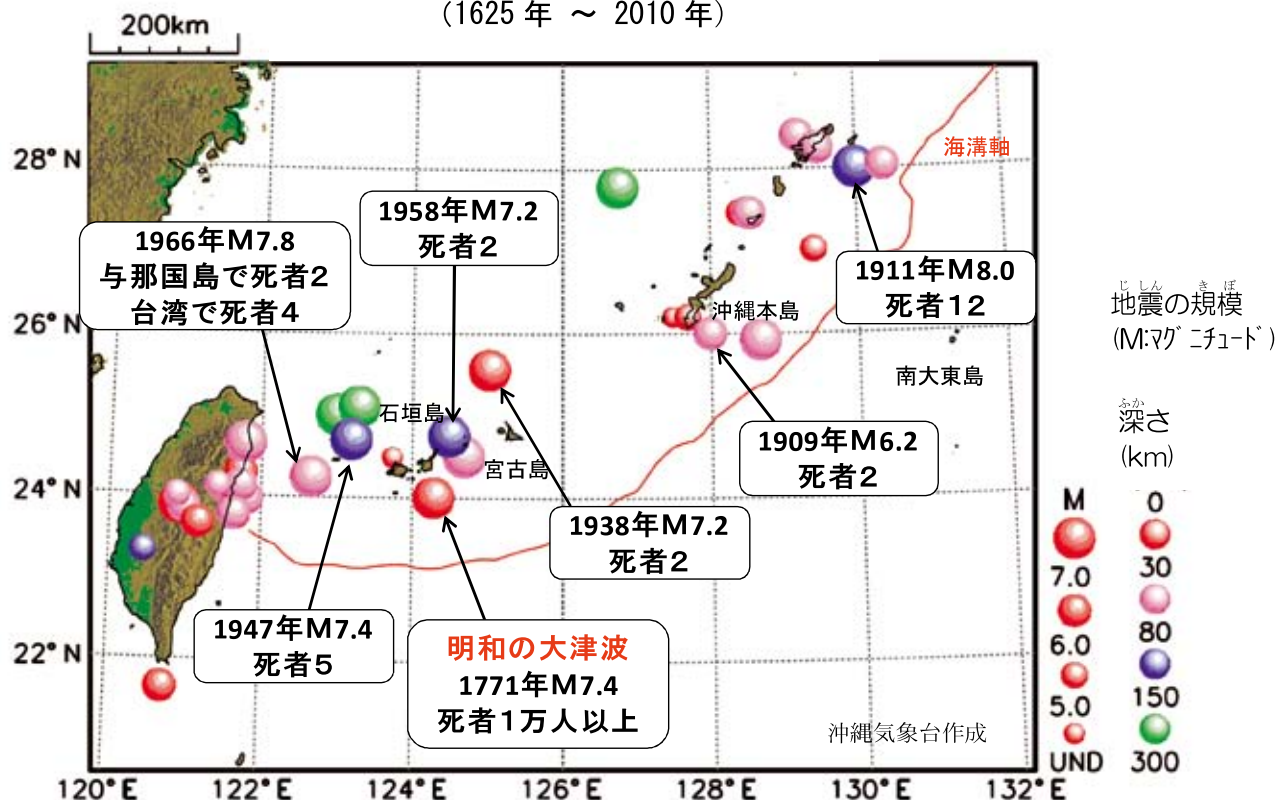 (1625年 ～ 2010年)
200km
28°N
26°N
24°N
22°N
120°E
122°E
124°E
126°E
128°E
130°E
132°E
海溝軸
1958年M7.2
死者2
1966年M7.8
与那国島で死者2
台湾で死者4
1911年M8.0
死者12
沖縄本島
南大東島
石垣島
宮古島
1909年M6.2
死者2
1938年M7.2
死者2
1947年M7.4
死者5
明和の大津波
1771年M7.4
死者1万人以上
沖縄気象台作成
じしん きぼ
地震の規模
(M:マグニチュード)
ふか
深さ
(km)
M
7.0
6.0
5.0
UND
0
30
80
150
300